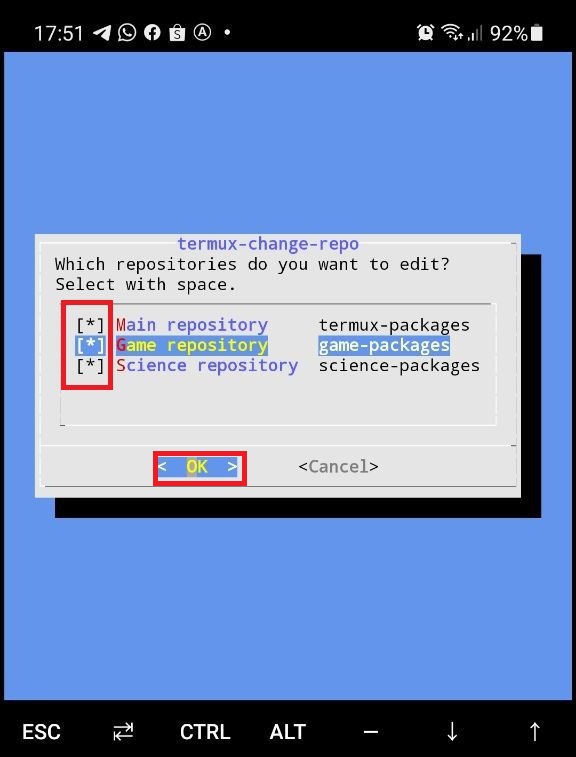 17:51 92%
termux-change-repo
Which repositories do you want to edit?
Select with space.
[*] Main repository termux-packages
[*] Game repository game-packages
[*] Science repository science-packages
< OK > <Cancel>
ESC ⇄ CTRL ALT — ↓ ↑